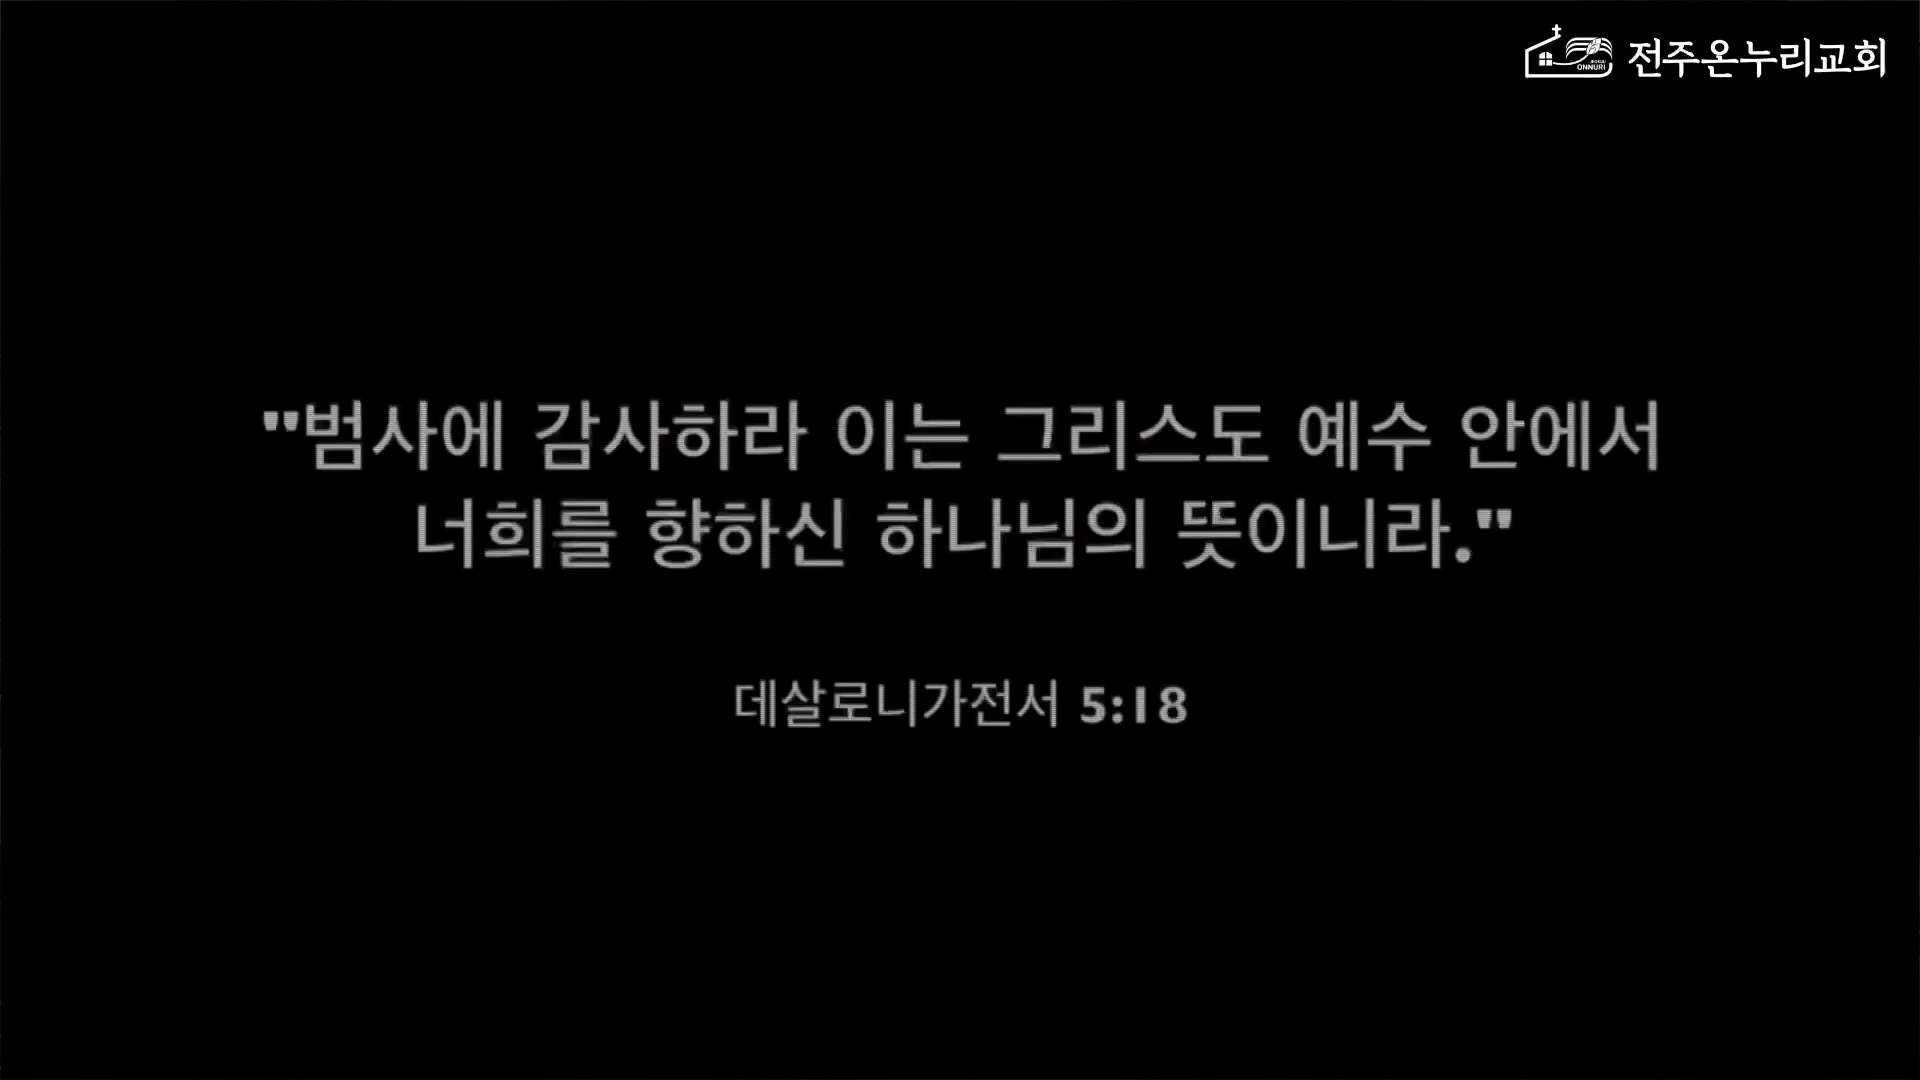 전주온누리교회
JEONJU
ONNURI
"범사에 감사하라 이는 그리스도 예수 안에서
너희를 향하신 하나님의 뜻이니라."
데살로니가전서 5:18